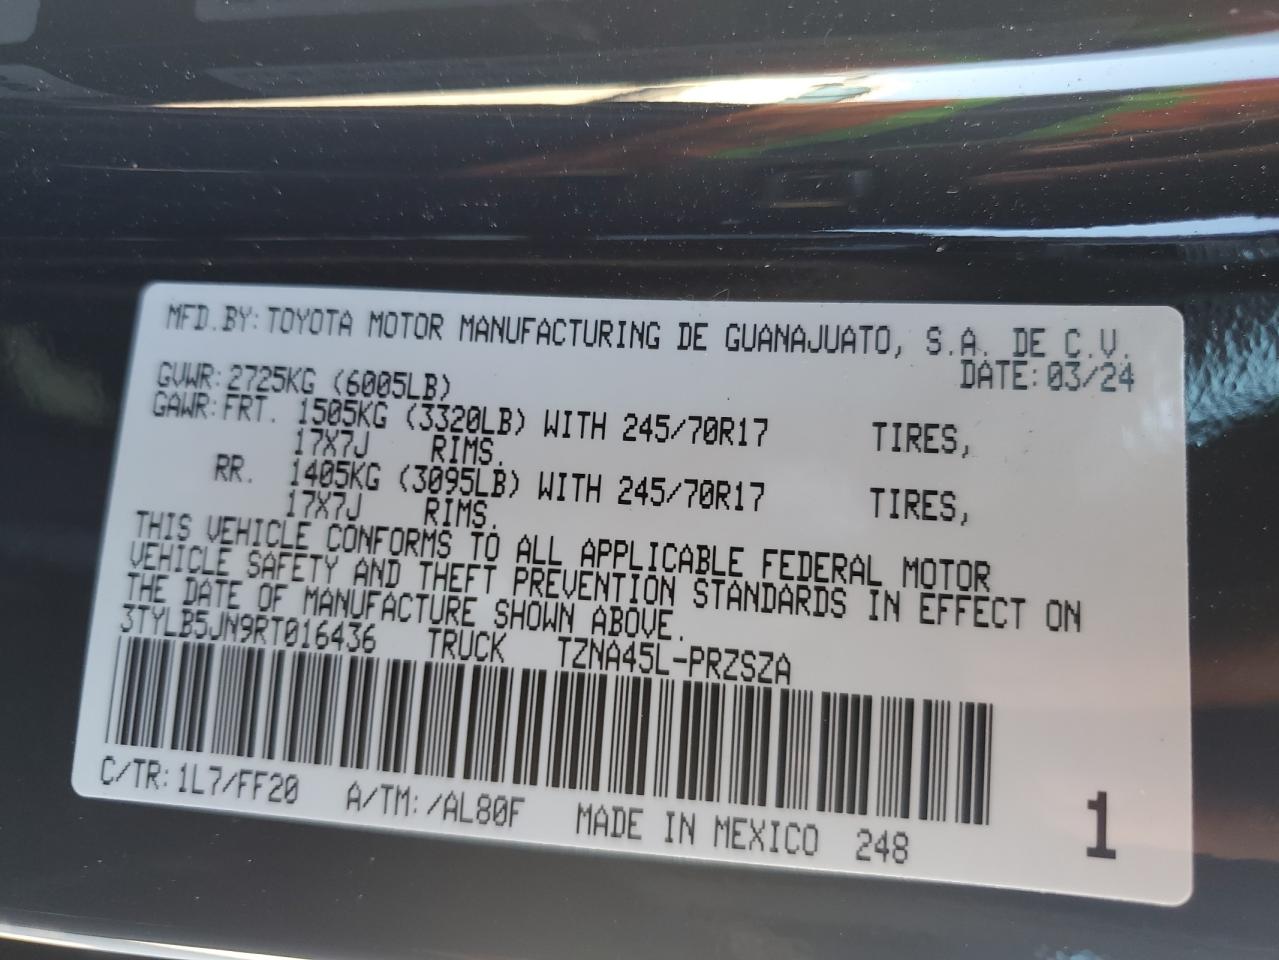 MFD.BY: TOYOTA MOTOR MANUFACTURING DE GUANAJUATO, S.A. DE C.V.
GVWR: 2725KG (6005LB) DATE: 03/24
GAWR: FRT. 1505KG (3320LB) WITH 245/70R17 TIRES,
17X7J RIMS.
RR. 1405KG (3095LB) WITH 245/70R17 TIRES,
17X7J RIMS.
THIS VEHICLE CONFORMS TO ALL APPLICABLE FEDERAL MOTOR
VEHICLE SAFETY AND THEFT PREVENTION STANDARDS IN EFFECT ON
THE DATE OF MANUFACTURE SHOWN ABOVE.
3TYLB5JN9RT016436 TRUCK TZNA45L-PRZSZA
C/TR: 1L7/FF20 A/TM: /AL80F MADE IN MEXICO 248 1